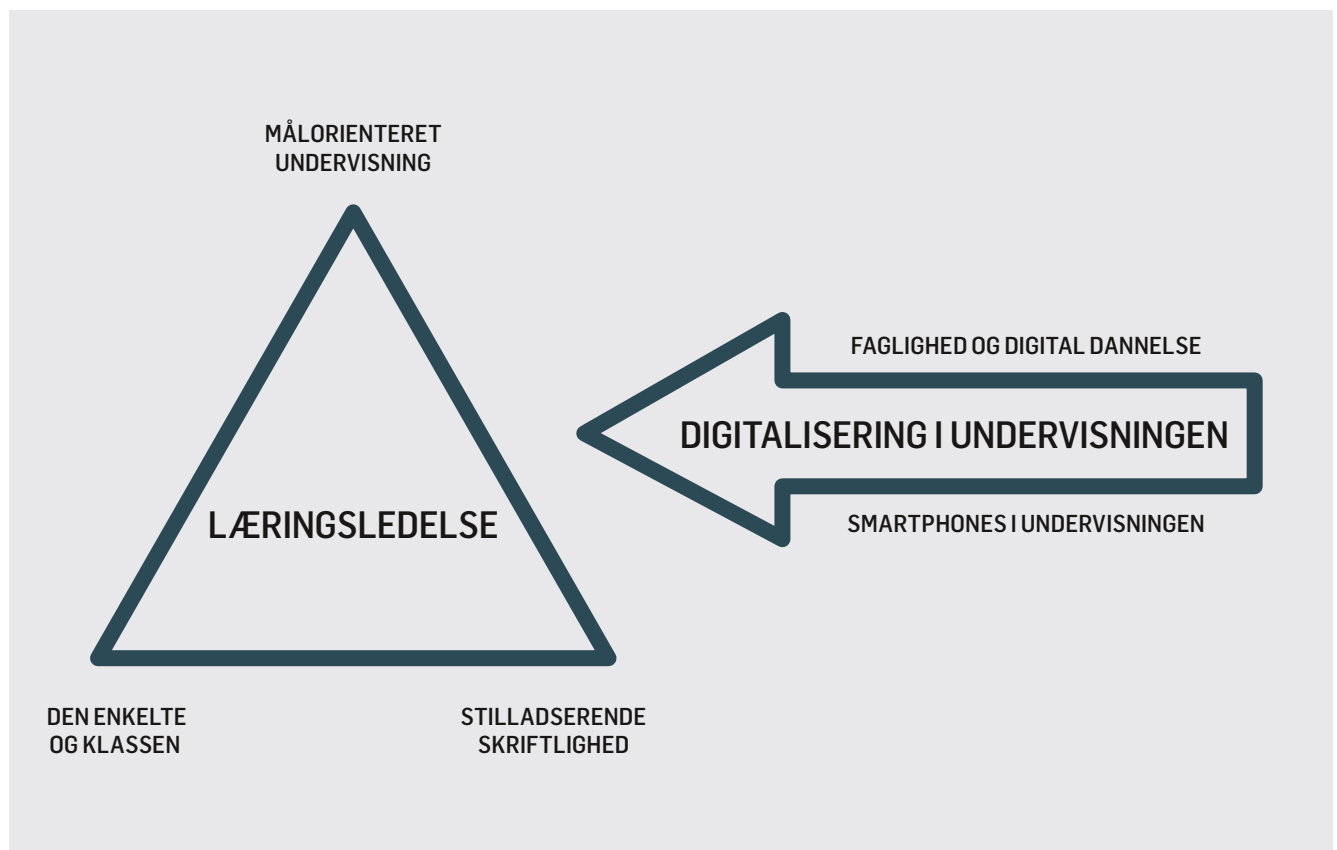 MÅLORIENTERET
UNDERVISNING
FAGLIGHED OG DIGITAL DANNELSE
DIGITALISERING I UNDERVISNINGEN
SMARTPHONES I UNDERVISNINGEN
LÆRINGSLEDELSE
DEN ENKELTE
OG KLASSEN
STILLADSERENDE
SKRIFTLIGHED